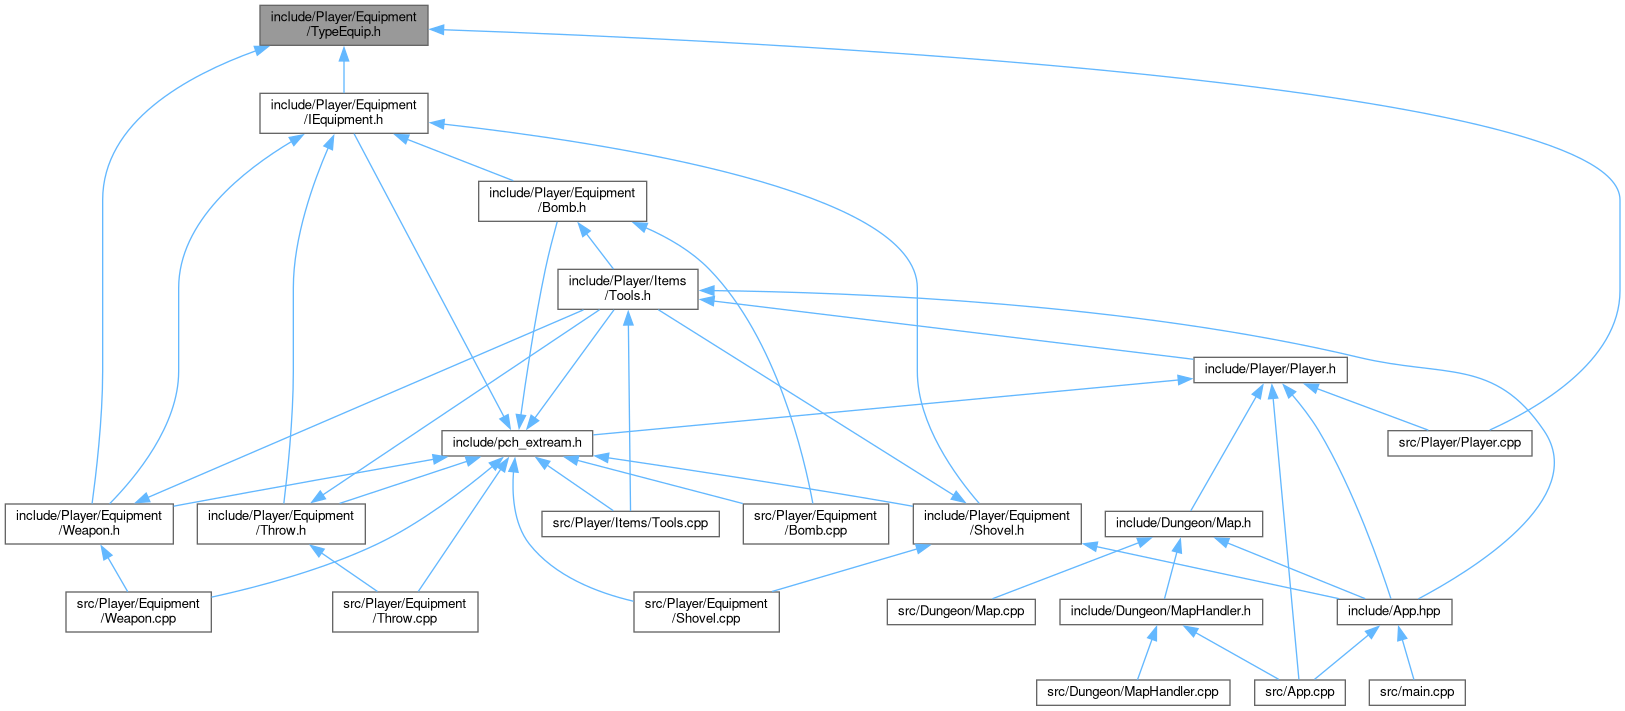 include/Player/Equipment
/TypeEquip.h
include/Player/Equipment
/IEquipment.h
include/Player/Equipment
/Bomb.h
include/Player/Items
/Tools.h
include/Player/Player.h
include/pch_extream.h
src/Player/Player.cpp
include/Player/Equipment
/Weapon.h
include/Player/Equipment
/Throw.h
src/Player/Items/Tools.cpp
src/Player/Equipment
/Bomb.cpp
include/Player/Equipment
/Shovel.h
include/Dungeon/Map.h
src/Player/Equipment
/Weapon.cpp
src/Player/Equipment
/Throw.cpp
src/Player/Equipment
/Shovel.cpp
src/Dungeon/Map.cpp
include/Dungeon/MapHandler.h
include/App.hpp
src/Dungeon/MapHandler.cpp
src/App.cpp
src/main.cpp